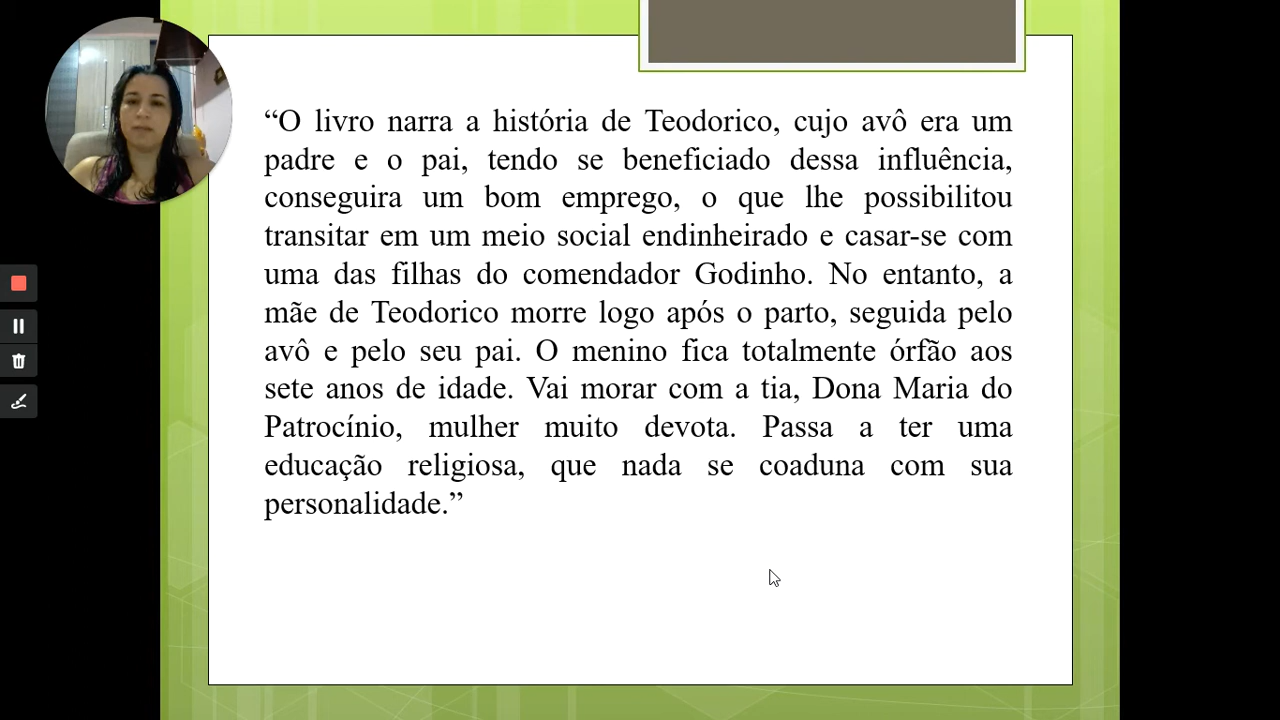 “O livro narra a história de Teodorico, cujo avô era um
padre e o pai, tendo se beneficiado dessa influência,
conseguira um bom emprego, o que lhe possibilitou
transitar em um meio social endinheirado e casar-se com
uma das filhas do comendador Godinho. No entanto, a
mãe de Teodorico morre logo após o parto, seguida pelo
avô e pelo seu pai. O menino fica totalmente órfão aos
sete anos de idade. Vai morar com a tia, Dona Maria do
Patrocínio, mulher muito devota. Passa a ter uma
educação religiosa, que nada se coaduna com sua
personalidade.”